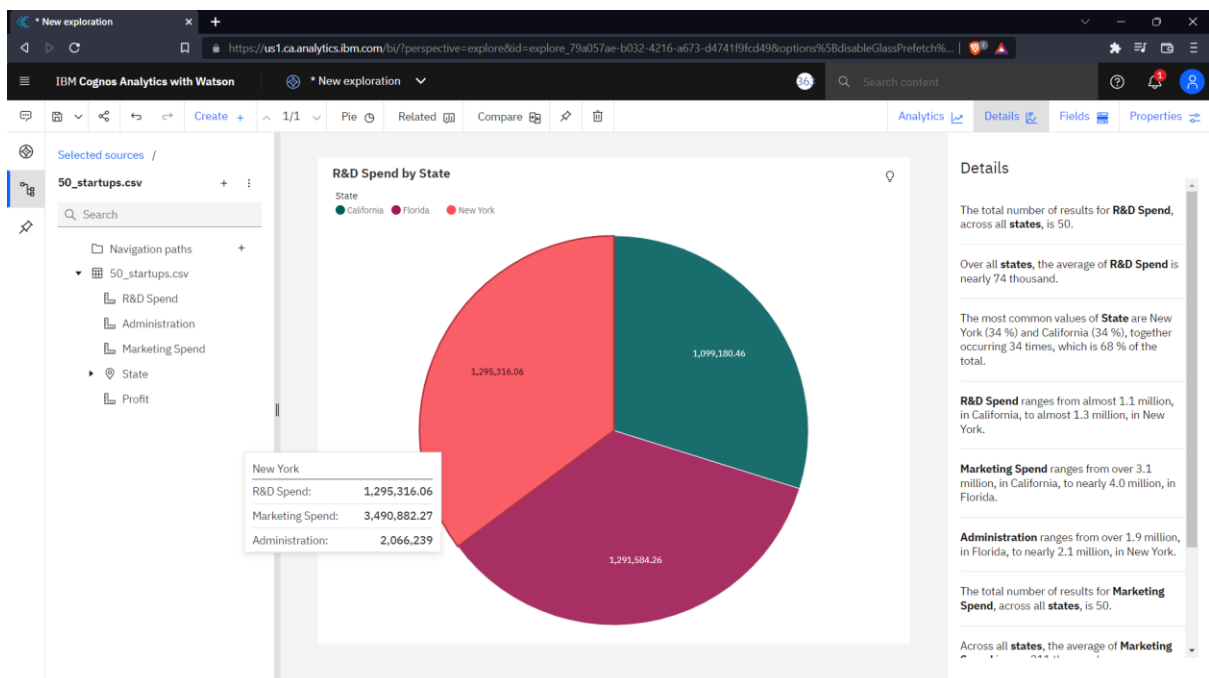 * New exploration
https://us1.ca.analytics.ibm.com/bi/?perspective=explore&id=explore_79a057ae-b032-4216-a673-d4741f9fcd49&options%5BdisableGlassPrefetch%...
IBM Cognos Analytics with Watson
* New exploration
Search content
Create +
1/1
Pie
Related
Compare
Analytics
Details
Fields
Properties
Selected sources /
50_startups.csv
Search
Navigation paths
50_startups.csv
R&D Spend
Administration
Marketing Spend
State
Profit
R&D Spend by State
State
California
Florida
New York
1,295,316.06
1,099,180.46
1,291,584.26
New York
R&D Spend: 1,295,316.06
Marketing Spend: 3,490,882.27
Administration: 2,066,239
Details
The total number of results for R&D Spend,
across all states, is 50.
Over all states, the average of R&D Spend is
nearly 74 thousand.
The most common values of State are New
York (34 %) and California (34 %), together
occurring 34 times, which is 68 % of the
total.
R&D Spend ranges from almost 1.1 million,
in California, to almost 1.3 million, in New
York.
Marketing Spend ranges from over 3.1
million, in California, to nearly 4.0 million, in
Florida.
Administration ranges from over 1.9 million,
in Florida, to nearly 2.1 million, in New York.
The total number of results for Marketing
Spend, across all states, is 50.
Across all states, the average of Marketing